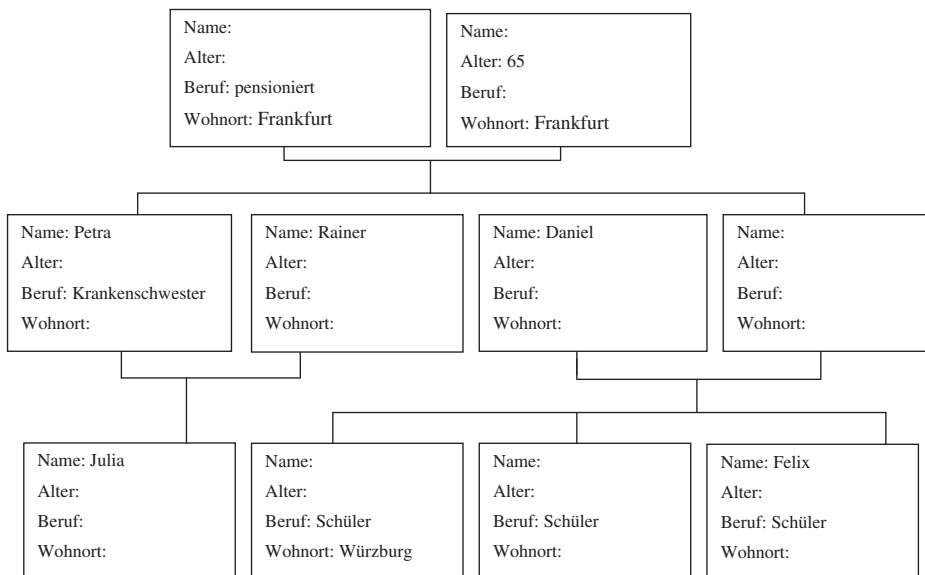 Name:
Alter:
Beruf: pensioniert
Wohnort: Frankfurt
Name:
Alter: 65
Beruf:
Wohnort: Frankfurt
Name: Petra
Alter:
Beruf: Krankenschwester
Wohnort:
Name: Rainer
Alter:
Beruf:
Wohnort:
Name: Daniel
Alter:
Beruf:
Wohnort:
Name:
Alter:
Beruf:
Wohnort:
Name: Julia
Alter:
Beruf:
Wohnort:
Name:
Alter:
Beruf: Schüler
Wohnort: Würzburg
Name:
Alter:
Beruf: Schüler
Wohnort:
Name: Felix
Alter:
Beruf: Schüler
Wohnort: